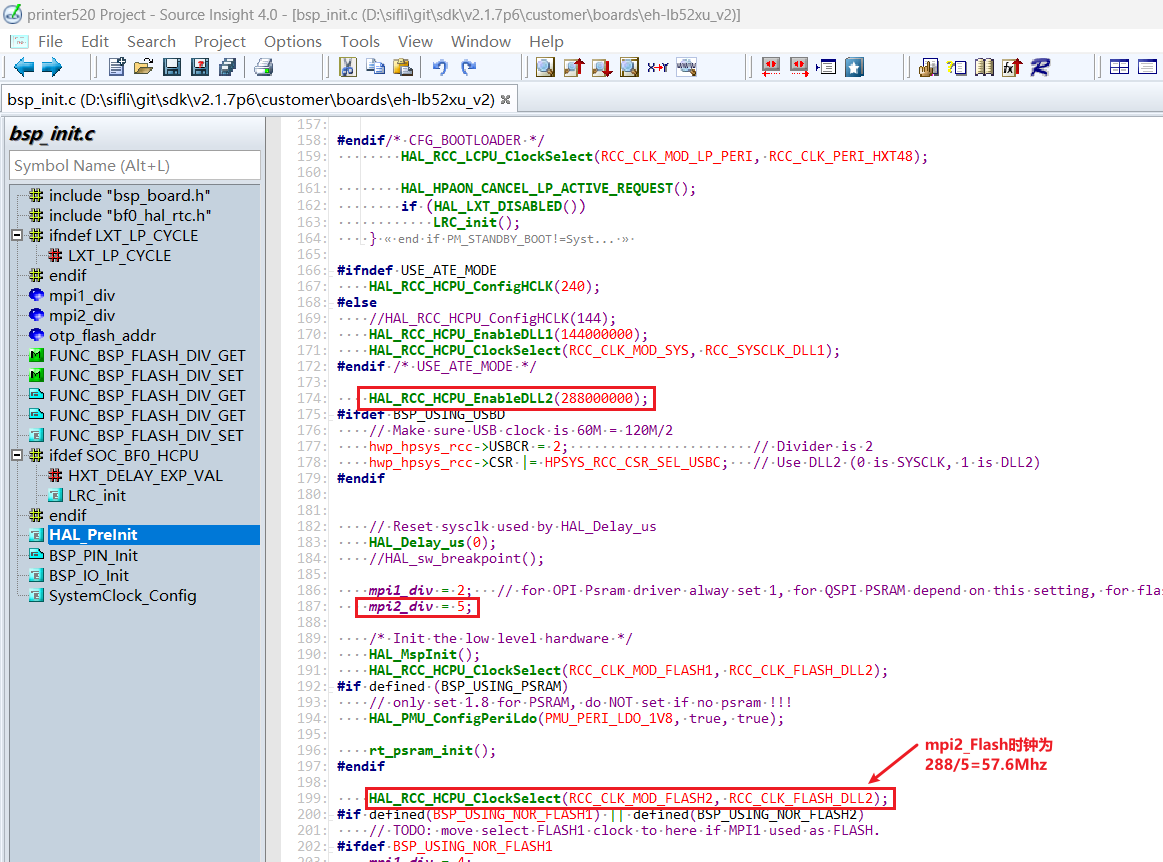 printer520 Project - Source Insight 4.0 - [bsp_init.c (D:\sifli\git\sdk\v2.1.7p6\customer\boards\eh-lb52xu_v2)]
File Edit Search Project Options Tools View Window Help
bsp_init.c (D:\sifli\git\sdk\v2.1.7p6\customer\boards\eh-lb52xu_v2)
bsp_init.c
Symbol Name (Alt+L)
include "bsp_board.h"
include "bf0_hal_rtc.h"
ifndef LXT_LP_CYCLE
LXT_LP_CYCLE
endif
mpi1_div
mpi2_div
otp_flash_addr
FUNC_BSP_FLASH_DIV_GET
FUNC_BSP_FLASH_DIV_SET
FUNC_BSP_FLASH_DIV_GET
FUNC_BSP_FLASH_DIV_GET
FUNC_BSP_FLASH_DIV_SET
ifdef SOC_BF0_HCPU
HXT_DELAY_EXP_VAL
LRC_init
endif
HAL_PreInit
BSP_PIN_Init
BSP_IO_Init
SystemClock_Config
157:
158: #endif/* CFG_BOOTLOADER */
159: HAL_RCC_LCPU_ClockSelect(RCC_CLK_MOD_LP_PERI, RCC_CLK_PERI_HXT48);
160:
161: HAL_HPAON_CANCEL_LP_ACTIVE_REQUEST();
162: if (HAL_LXT_DISABLED())
163: LRC_init();
164: } « end if PM_STANDBY_BOOT!=Syst... »
165:
166: #ifndef USE_ATE_MODE
167: HAL_RCC_HCPU_ConfigHCLK(240);
168: #else
169: //HAL_RCC_HCPU_ConfigHCLK(144);
170: HAL_RCC_HCPU_EnableDLL1(144000000);
171: HAL_RCC_HCPU_ClockSelect(RCC_CLK_MOD_SYS, RCC_SYSCLK_DLL1);
172: #endif /* USE_ATE_MODE */
173:
174: HAL_RCC_HCPU_EnableDLL2(288000000);
175: #ifdef BSP_USING_USBD
176: // Make sure USB clock is 60M = 120M/2
177: hwp_hpsys_rcc->USBCR = 2; // Divider is 2
178: hwp_hpsys_rcc->CSR |= HPSYS_RCC_CSR_SEL_USBC; // Use DLL2 (0 is SYSCLK, 1 is DLL2)
179: #endif
180:
181:
182: // Reset sysclk used by HAL_Delay_us
183: HAL_Delay_us(0);
184: //HAL_sw_breakpoint();
185:
186: mpi1_div = 2; // for OPI Psram driver alway set 1, for QSPI PSRAM depend on this setting, for flas
187: mpi2_div = 5;
188:
189: /* Init the low level hardware */
190: HAL_MspInit();
191: HAL_RCC_HCPU_ClockSelect(RCC_CLK_MOD_FLASH1, RCC_CLK_FLASH_DLL2);
192: #if defined (BSP_USING_PSRAM)
193: // only set 1.8 for PSRAM, do NOT set if no psram !!!
194: HAL_PMU_ConfigPeriLdo(PMU_PERI_LDO_1V8, true, true);
195:
196: rt_psram_init();
197: #endif
198:
mpi2_Flash时钟为
288/5=57.6Mhz
199: HAL_RCC_HCPU_ClockSelect(RCC_CLK_MOD_FLASH2, RCC_CLK_FLASH_DLL2);
200: #if defined(BSP_USING_NOR_FLASH1) || defined(BSP_USING_NOR_FLASH2)
201: // TODO: move select FLASH1 clock to here if MPI1 used as FLASH.
202: #ifdef BSP_USING_NOR_FLASH1
203: mpi1_div = 4;